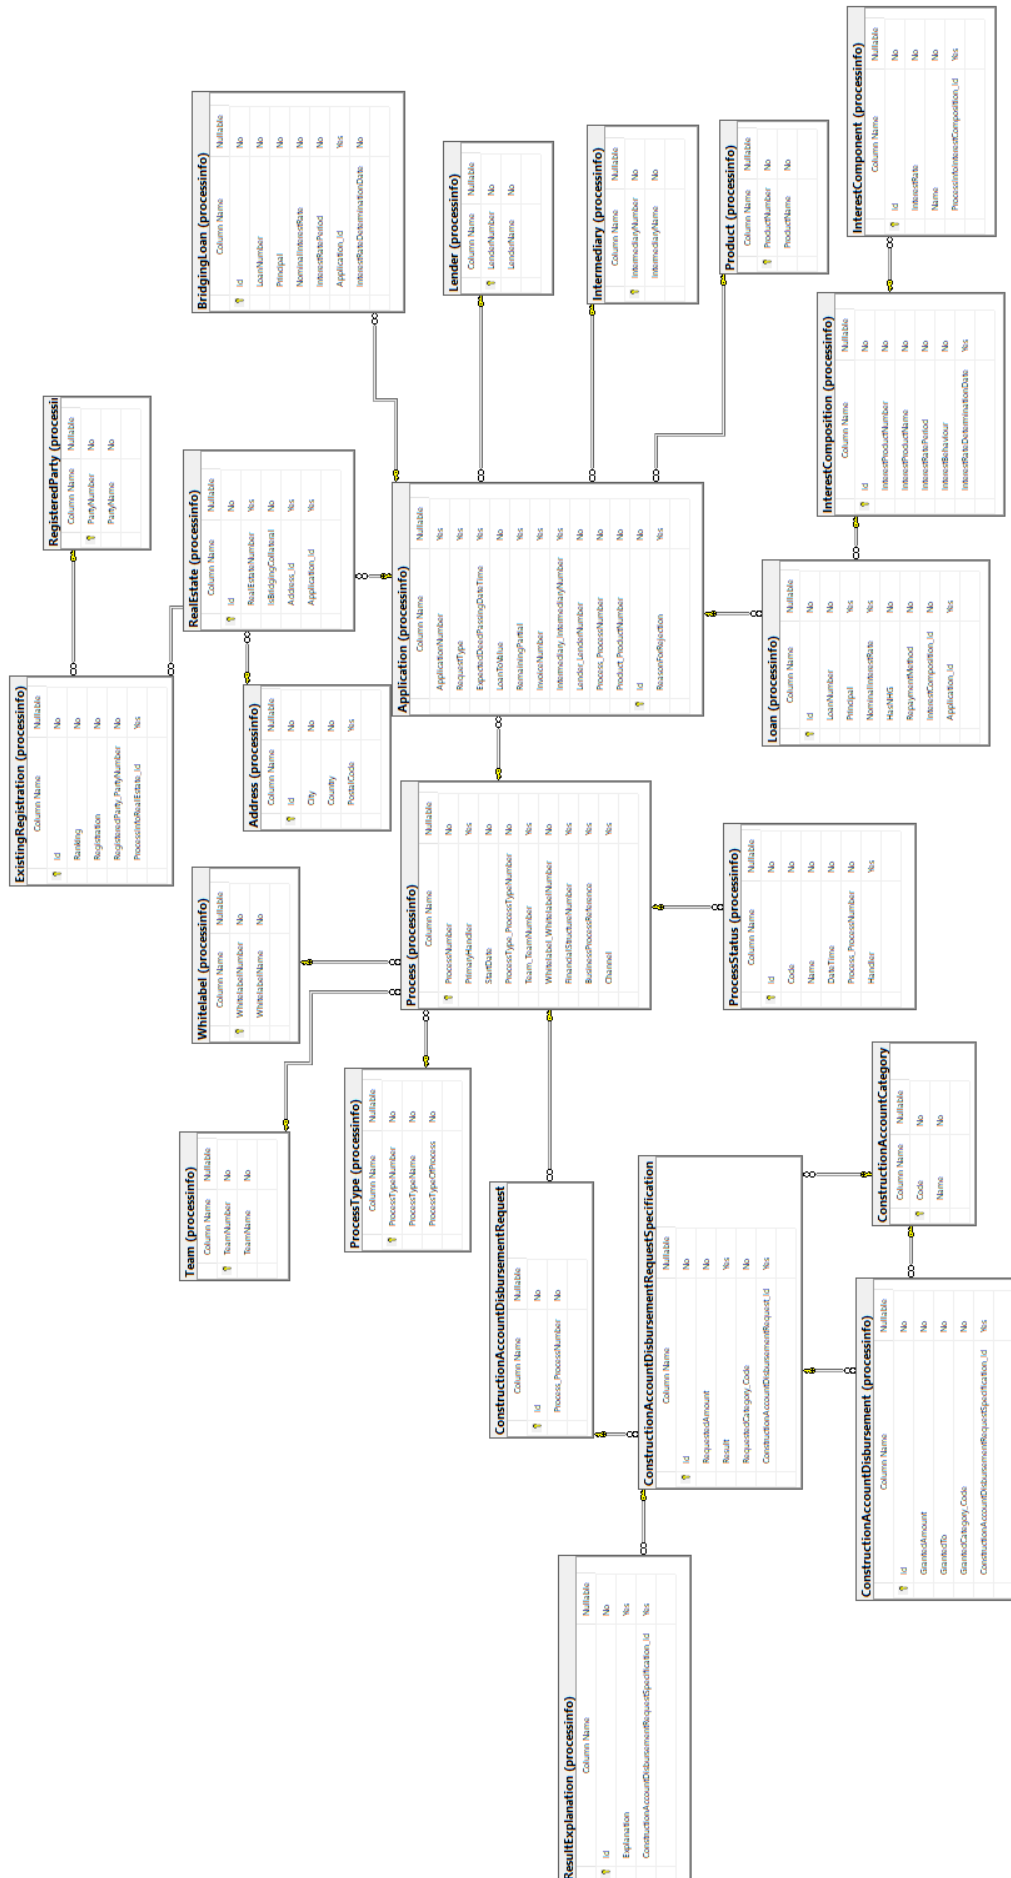 ExistingRegistration (processinfo)
Column Name Nullable
Id No
Ranking No
Registration No
RegisteredParty_PartyNumber No
ProcessInfoRealEstate_Id Yes
RegisteredParty (processi
Column Name Nullable
PartyNumber No
PartyName No
RealEstate (processinfo)
Column Name Nullable
Id No
RealEstateNumber Yes
IsBridgingCollateral No
Address_Id Yes
Application_Id Yes
BridgingLoan (processinfo)
Column Name Nullable
Id No
LoanNumber No
Principal No
NominalInterestRate No
InterestRatePeriod No
Application_Id Yes
InterestRateDeterminationDate No
Address (processinfo)
Column Name Nullable
Id No
City No
Country No
PostalCode Yes
Whitelabel (processinfo)
Column Name Nullable
WhitelabelNumber No
WhitelabelName No
Team (processinfo)
Column Name Nullable
TeamNumber No
TeamName No
ProcessType (processinfo)
Column Name Nullable
ProcessTypeNumber No
ProcessTypeName No
ProcessTypeOfProcess No
Process (processinfo)
Column Name Nullable
ProcessNumber No
PrimaryHandler Yes
StartDate No
ProcessType_ProcessTypeNumber No
Team_TeamNumber No
Whitelabel_WhitelabelNumber No
FinancialStructureNumber Yes
BusinessProcessReference Yes
Channel Yes
Application (processinfo)
Column Name Nullable
ApplicationNumber Yes
RequestType Yes
ExpectedDeedPassingDateTime Yes
LoanToValue Yes
RemainingPartial Yes
InvoiceNumber Yes
Intermediary_IntermediaryNumber Yes
Lender_LenderNumber No
Process_ProcessNumber No
Product_ProductNumber No
Id No
ReasonForRejection Yes
Lender (processinfo)
Column Name Nullable
LenderNumber No
LenderName No
Intermediary (processinfo)
Column Name Nullable
IntermediaryNumber No
IntermediaryName No
Product (processinfo)
Column Name Nullable
ProductNumber No
ProductName No
ConstructionAccountDisbursementRequest
Column Name Nullable
Id No
Process_ProcessNumber No
ResultExplanation (processinfo)
Column Name Nullable
Id No
Explanation Yes
ConstructionAccountDisbursementRequestSpecification_Id Yes
ConstructionAccountDisbursementRequestSpecification
Column Name Nullable
Id No
RequestedAmount No
Result Yes
RequestedCategory_Code No
ConstructionAccountDisbursementRequest_Id Yes
ProcessStatus (processinfo)
Column Name Nullable
Id No
Code No
Name No
DateTime No
Process_ProcessNumber No
Handler Yes
Loan (processinfo)
Column Name Nullable
Id No
LoanNumber No
Principal Yes
NominalInterestRate Yes
HasNHG No
RepaymentMethod No
InterestComposition_Id No
Application_Id Yes
InterestComposition (processinfo)
Column Name Nullable
Id No
InterestProductNumber No
InterestProductName No
InterestRatePeriod No
InterestBehaviour No
InterestRateDeterminationDate Yes
InterestComponent (processinfo)
Column Name Nullable
Id No
InterestRate No
Name No
ProcessInfoInterestComposition_Id Yes
ConstructionAccountDisbursement (processinfo)
Column Name Nullable
Id No
GrantedAmount No
GrantedTo No
GrantedCategory_Code No
ConstructionAccountDisbursementRequestSpecification_Id Yes
ConstructionAccountCategory
Column Name Nullable
Code No
Name No